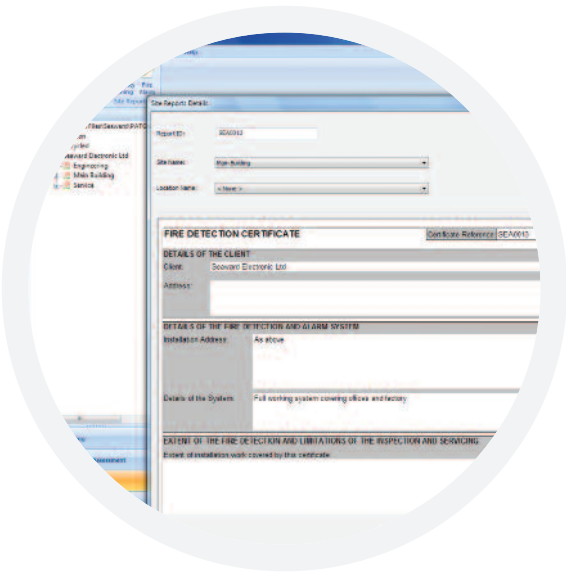 Site Reports Details
Seaward Electronic Ltd
Engineering
Main Building
Service
Report ID:
Site Name: Main Building
Location Name: < None >
FIRE DETECTION CERTIFICATE Certificate Reference
DETAILS OF THE CLIENT
Client: Seaward Electronic Ltd
Address:
DETAILS OF THE FIRE DETECTION AND ALARM SYSTEM
Installation Address: As above
Details of the System: Full working system covering offices and factory
EXTENT OF THE FIRE DETECTION AND LIMITATIONS OF THE INSPECTION AND SERVICING
Extent of installation work covered by this certificate